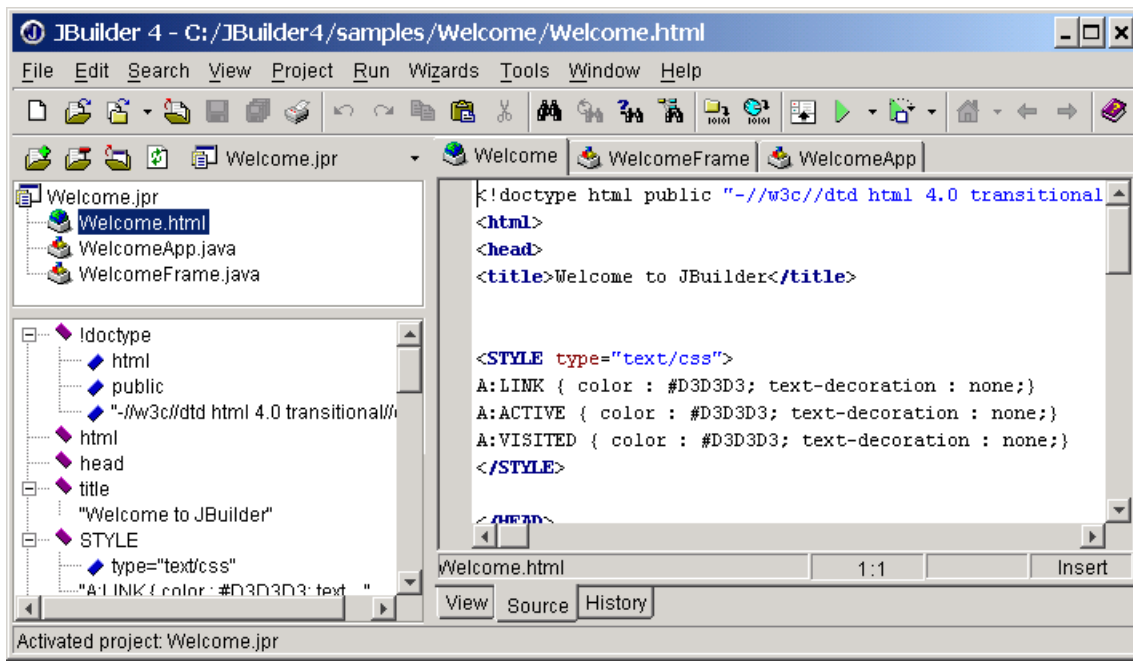 JBuilder 4 - C:/JBuilder4/samples/Welcome/Welcome.html
File Edit Search View Project Run Wizards Tools Window Help
Welcome.jpr
Welcome WelcomeFrame WelcomeApp
Welcome.jpr
Welcome.html
WelcomeApp.java
WelcomeFrame.java
!doctype
html
public
"-//w3c//dtd html 4.0 transitional//
html
head
title
"Welcome to JBuilder"
STYLE
type="text/css"
"A:LINK { color : #D3D3D3; text..."
<!doctype html public "-//w3c//dtd html 4.0 transitional
<html>
<head>
<title>Welcome to JBuilder</title>
<STYLE type="text/css">
A:LINK { color : #D3D3D3; text-decoration : none;}
A:ACTIVE { color : #D3D3D3; text-decoration : none;}
A:VISITED { color : #D3D3D3; text-decoration : none;}
</STYLE>
</HEAD>
Welcome.html 1:1 Insert
View Source History
Activated project: Welcome.jpr